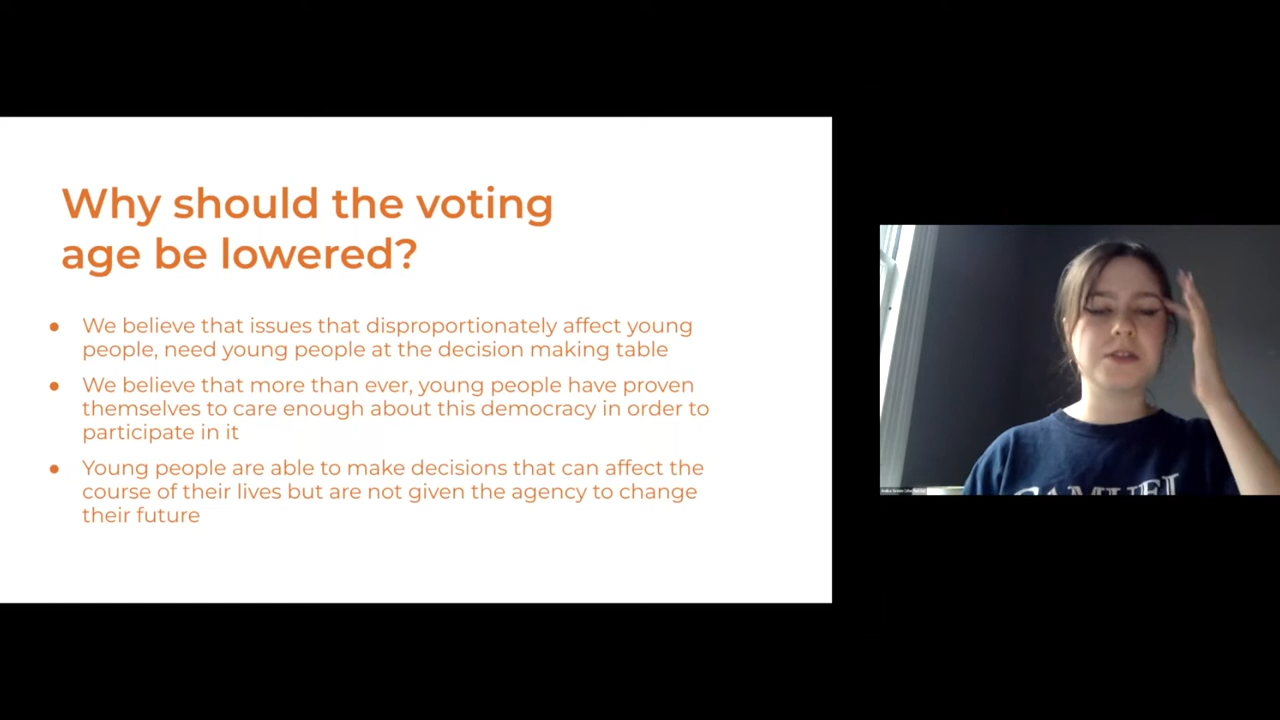 Why should the voting
age be lowered?
● We believe that issues that disproportionately affect young
people, need young people at the decision making table
● We believe that more than ever, young people have proven
themselves to care enough about this democracy in order to
participate in it
● Young people are able to make decisions that can affect the
course of their lives but are not given the agency to change
their future
SAMUEL